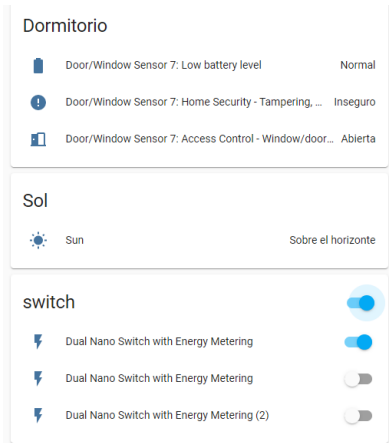 Dormitorio
Door/Window Sensor 7: Low battery level Normal
Door/Window Sensor 7: Home Security - Tampering, ... Inseguro
Door/Window Sensor 7: Access Control - Window/door... Abierta
Sol
Sun Sobre el horizonte
switch
Dual Nano Switch with Energy Metering
Dual Nano Switch with Energy Metering
Dual Nano Switch with Energy Metering (2)